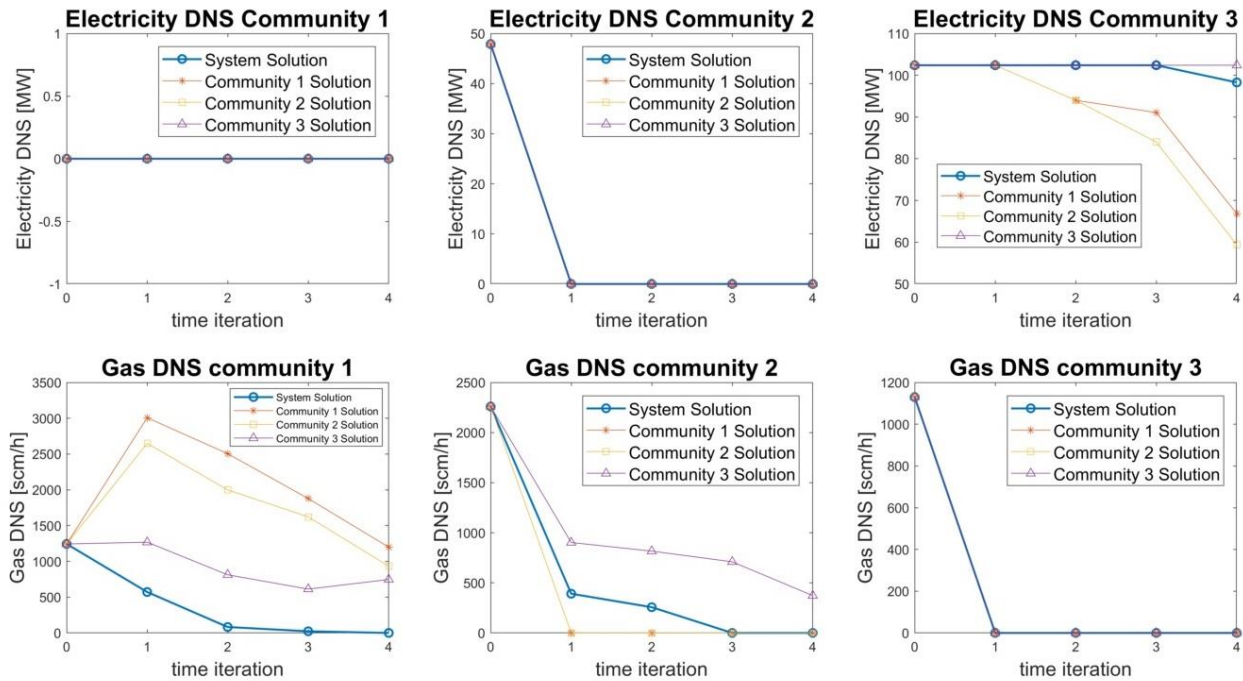 Electricity DNS Community 1
1
0.5
0
-0.5
-1
Electricity DNS [MW]
System Solution
Community 1 Solution
Community 2 Solution
Community 3 Solution
0 1 2 3 4
time iteration
Electricity DNS Community 2
50
40
30
20
10
0
Electricity DNS [MW]
System Solution
Community 1 Solution
Community 2 Solution
Community 3 Solution
0 1 2 3 4
time iteration
Electricity DNS Community 3
110
100
90
80
70
60
50
Electricity DNS [MW]
System Solution
Community 1 Solution
Community 2 Solution
Community 3 Solution
0 1 2 3 4
time iteration
Gas DNS community 1
3500
3000
2500
2000
1500
1000
500
0
Gas DNS [scm/h]
System Solution
Community 1 Solution
Community 2 Solution
Community 3 Solution
0 1 2 3 4
time iteration
Gas DNS community 2
2500
2000
1500
1000
500
0
Gas DNS [scm/h]
System Solution
Community 1 Solution
Community 2 Solution
Community 3 Solution
0 1 2 3 4
time iteration
Gas DNS community 3
1200
1000
800
600
400
200
0
Gas DNS [scm/h]
System Solution
Community 1 Solution
Community 2 Solution
Community 3 Solution
0 1 2 3 4
time iteration